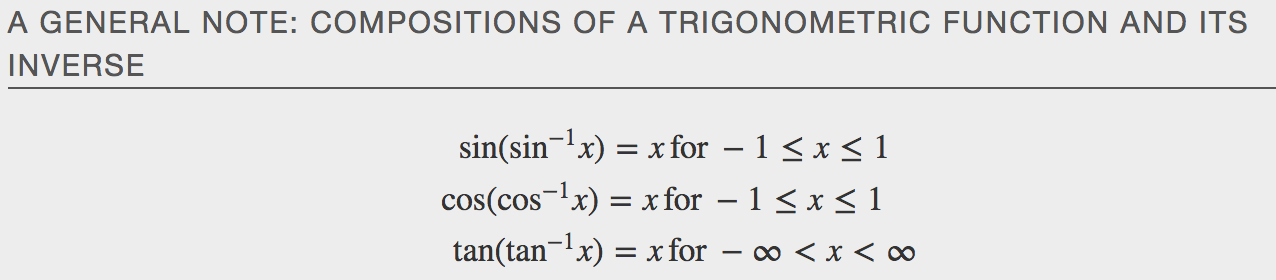 A GENERAL NOTE: COMPOSITIONS OF A TRIGONOMETRIC FUNCTION AND ITS
INVERSE
sin(sin⁻¹x) = x for − 1 ≤ x ≤ 1
cos(cos⁻¹x) = x for − 1 ≤ x ≤ 1
tan(tan⁻¹x) = x for − ∞ < x < ∞